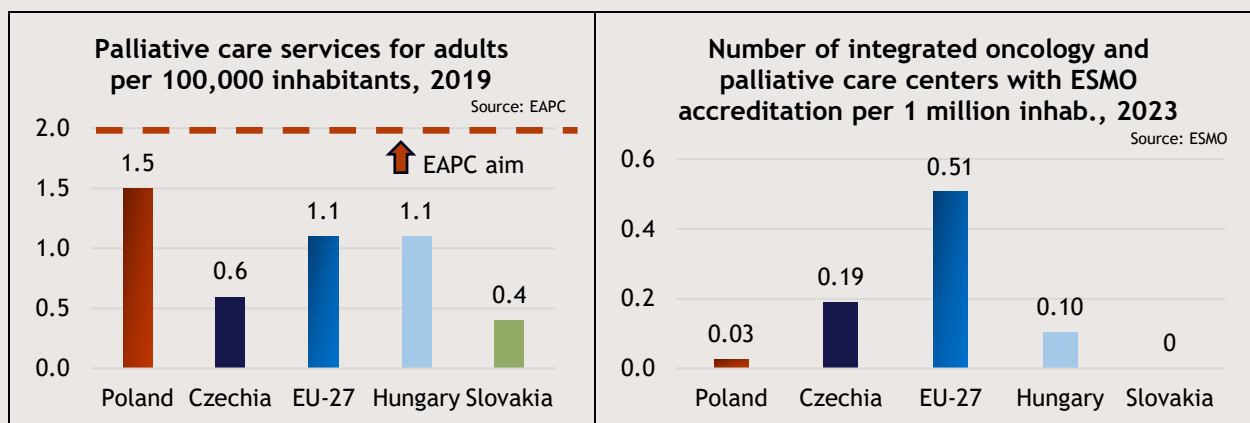 Palliative care services for adults
per 100,000 inhabitants, 2019
Source: EAPC
2.0
EAPC aim
1.5
1.5
1.1
1.1
1.0
0.6
0.5
0.4
0.0
Poland Czechia EU-27 Hungary Slovakia
Number of integrated oncology and
palliative care centers with ESMO
accreditation per 1 million inhab., 2023
Source: ESMO
0.6
0.51
0.4
0.19
0.2
0.10
0.03
0
0.0
Poland Czechia EU-27 Hungary Slovakia